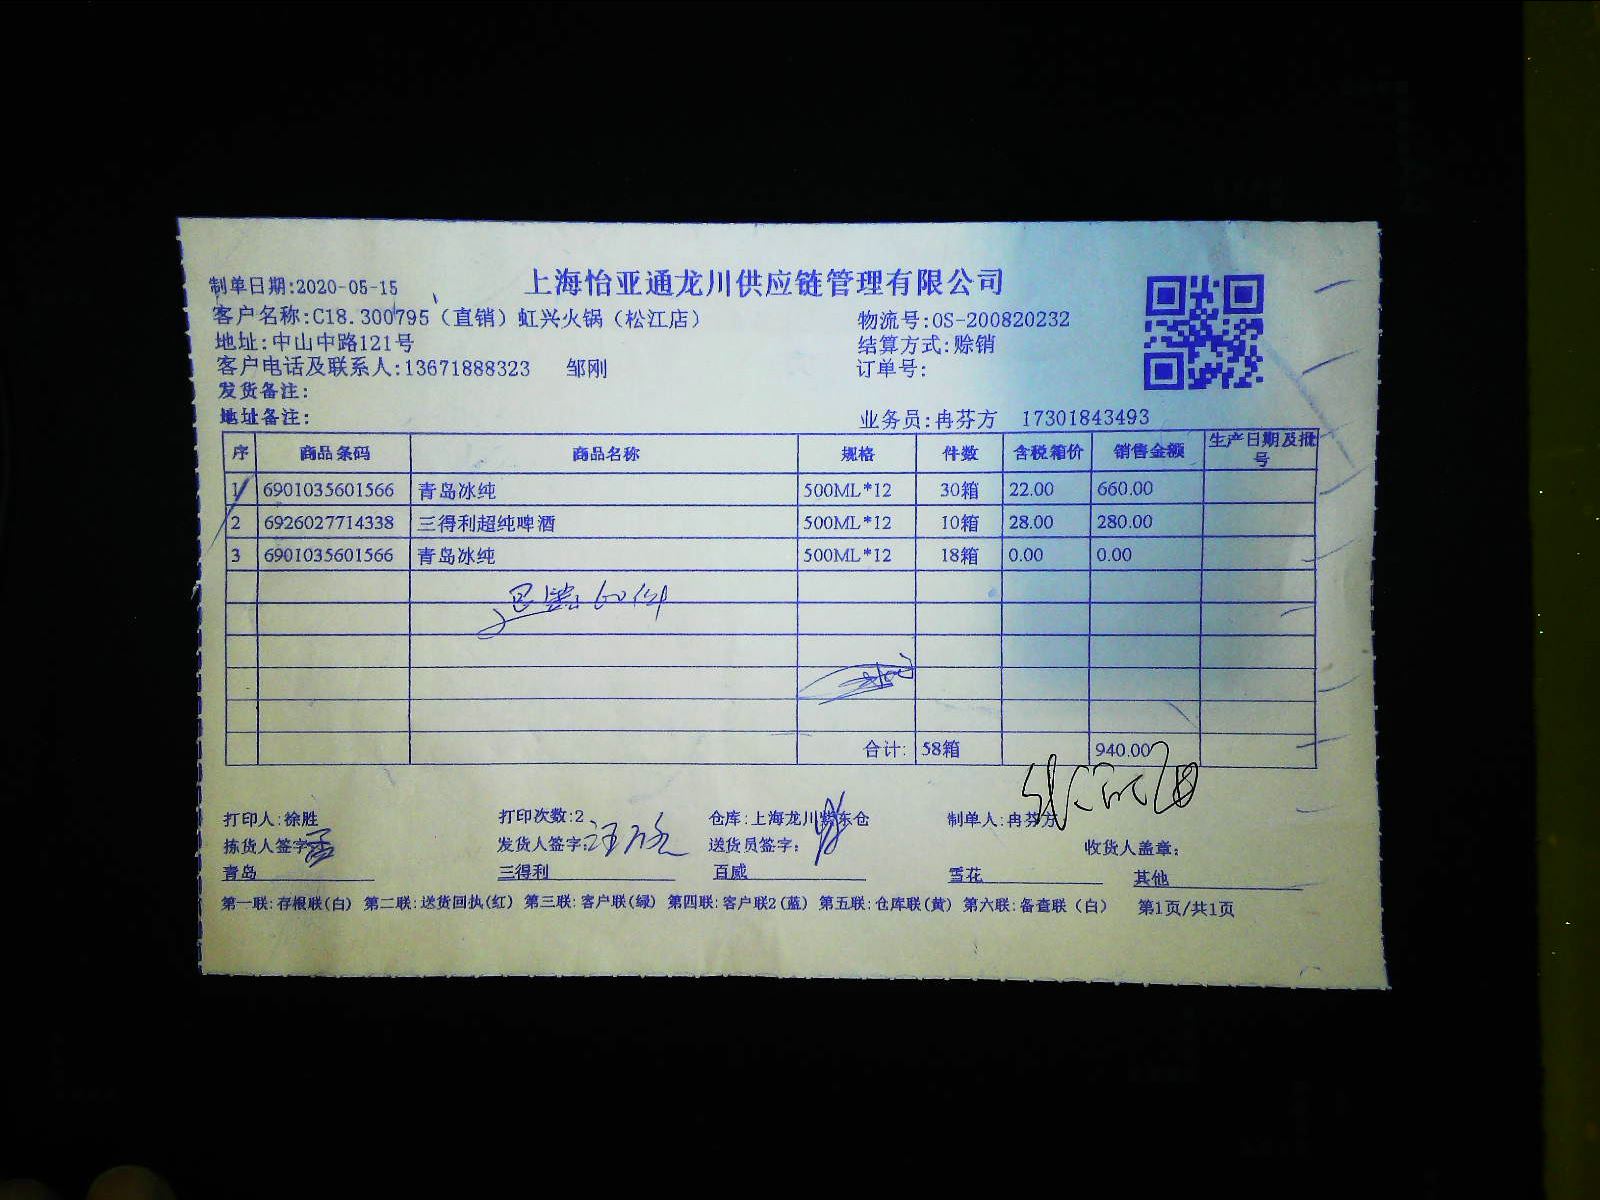 上海怡亚通龙川供应链管理有限公司
制单日期:2020-05-15
客户名称:C18.300795（直销）虹兴火锅（松江店） 物流号:OS-200820232
地址:中山中路121号 结算方式:赊销
客户电话及联系人:13671888323 邹刚 订单号:
发货备注:
地址备注: 业务员:冉芬方 17301843493
序 商品条码 商品名称 规格 件数 含税箱价 销售金额 生产日期及批号
1 6901035601566 青岛冰纯 500ML*12 30箱 22.00 660.00
2 6926027714338 三得利超纯啤酒 500ML*12 10箱 28.00 280.00
3 6901035601566 青岛冰纯 500ML*12 18箱 0.00 0.00
60件
合计: 58箱 940.00
打印人:徐胜 打印次数:2 仓库:上海龙川紫东仓 制单人:冉芬方
拣货人签字: 发货人签字: 送货员签字: 收货人盖章:
青岛 三得利 百威 雪花 其他
第一联:存根联(白) 第二联:送货回执(红) 第三联:客户联(绿) 第四联:客户联2(蓝) 第五联:仓库联(黄) 第六联:备查联（白） 第1页/共1页